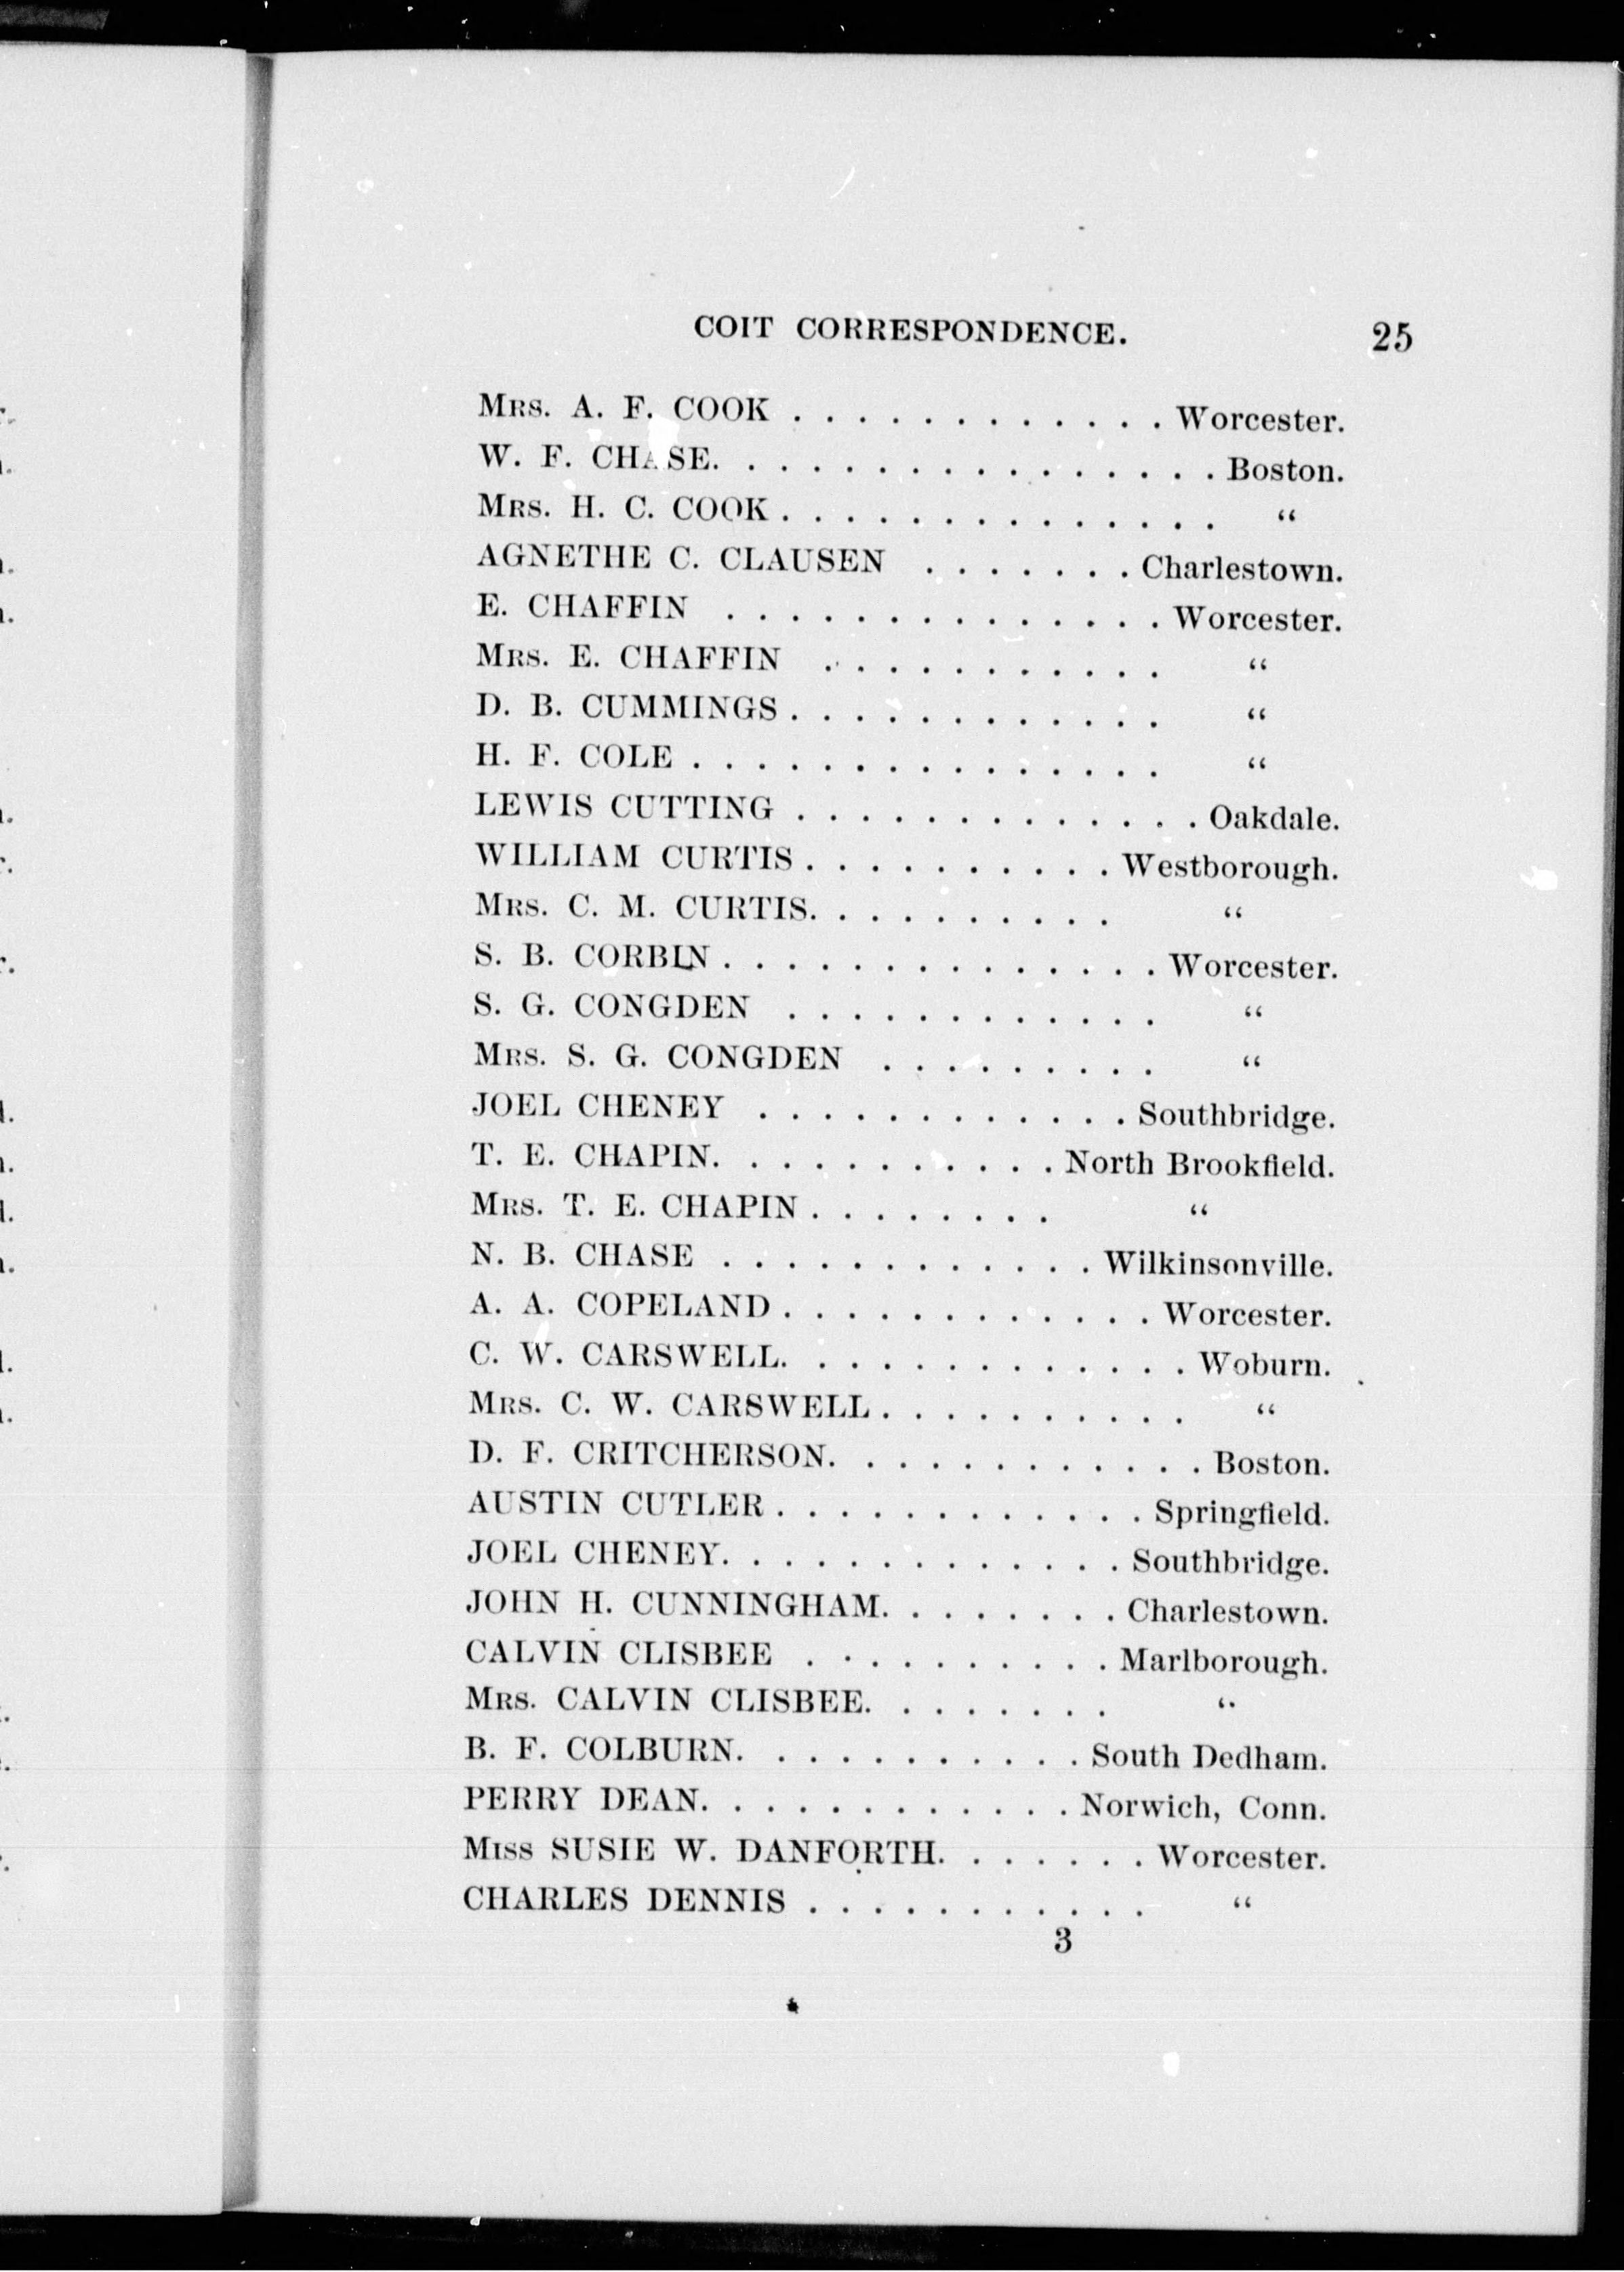 COIT CORRESPONDENCE. 25
MRS. A. F. COOK . . . . . . . . . . . . Worcester.
W. F. CHASE. . . . . . . . . . . . . . . . Boston.
MRS. H. C. COOK . . . . . . . . . . . . . . “
AGNETHE C. CLAUSEN . . . . . . . Charlestown.
E. CHAFFIN . . . . . . . . . . . . . . Worcester.
MRS. E. CHAFFIN . . . . . . . . . . . “
D. B. CUMMINGS . . . . . . . . . . . . “
H. F. COLE . . . . . . . . . . . . . . . “
LEWIS CUTTING . . . . . . . . . . . . . Oakdale.
WILLIAM CURTIS . . . . . . . . . . Westborough.
MRS. C. M. CURTIS. . . . . . . . . . “
S. B. CORBIN . . . . . . . . . . . . . . Worcester.
S. G. CONGDEN . . . . . . . . . . . . “
MRS. S. G. CONGDEN . . . . . . . . . “
JOEL CHENEY . . . . . . . . . . . . Southbridge.
T. E. CHAPIN. . . . . . . . . . . North Brookfield.
MRS. T. E. CHAPIN . . . . . . . . “
N. B. CHASE . . . . . . . . . . . . Wilkinsonville.
A. A. COPELAND . . . . . . . . . . . . Worcester.
C. W. CARSWELL. . . . . . . . . . . . . Woburn.
MRS. C. W. CARSWELL . . . . . . . . . . “
D. F. CRITCHERSON. . . . . . . . . . . . Boston.
AUSTIN CUTLER . . . . . . . . . . . . Springfield.
JOEL CHENEY. . . . . . . . . . . . . Southbridge.
JOHN H. CUNNINGHAM. . . . . . . . Charlestown.
CALVIN CLISBEE . . . . . . . . . . Marlborough.
MRS. CALVIN CLISBEE. . . . . . . . “
B. F. COLBURN. . . . . . . . . . . South Dedham.
PERRY DEAN. . . . . . . . . . . . Norwich, Conn.
MISS SUSIE W. DANFORTH. . . . . . . Worcester.
CHARLES DENNIS . . . . . . . . . . . “
3